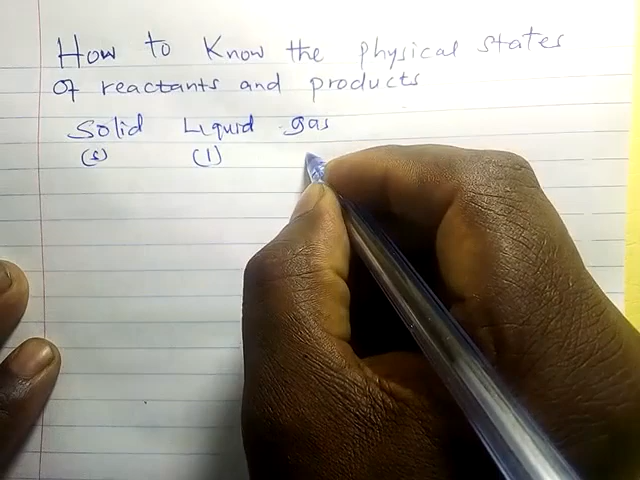 How to Know the physical states
of reactants and products
Solid Liquid gas
(s) (l)